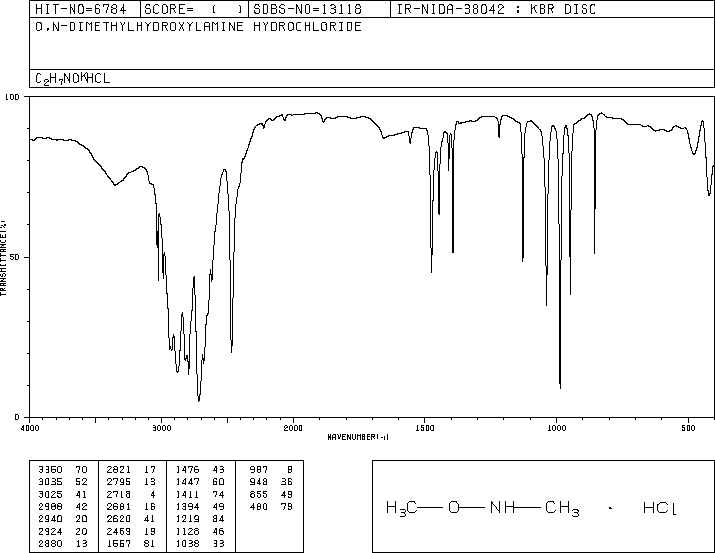 HIT-NO=6784 SCORE= ( ) SDBS-NO=13118 IR-NIDA-38042 : KBR DISC
O,N-DIMETHYLHYDROXYLAMINE HYDROCHLORIDE
C2H7NOKHCL
100
50
0
TRANSMITTANCE(%)
4000 3000 2000 1500 1000 500
WAVENUMBER(-1)
3360 70 2821 17 1476 43 987 8
3035 52 2795 13 1447 60 948 36
3025 41 2718 4 1411 74 855 49
2988 42 2681 16 1394 49 480 79
2940 20 2620 41 1219 84
2924 20 2469 19 1128 46
2880 13 1557 81 1038 33
H3C O NH CH3 · HCl